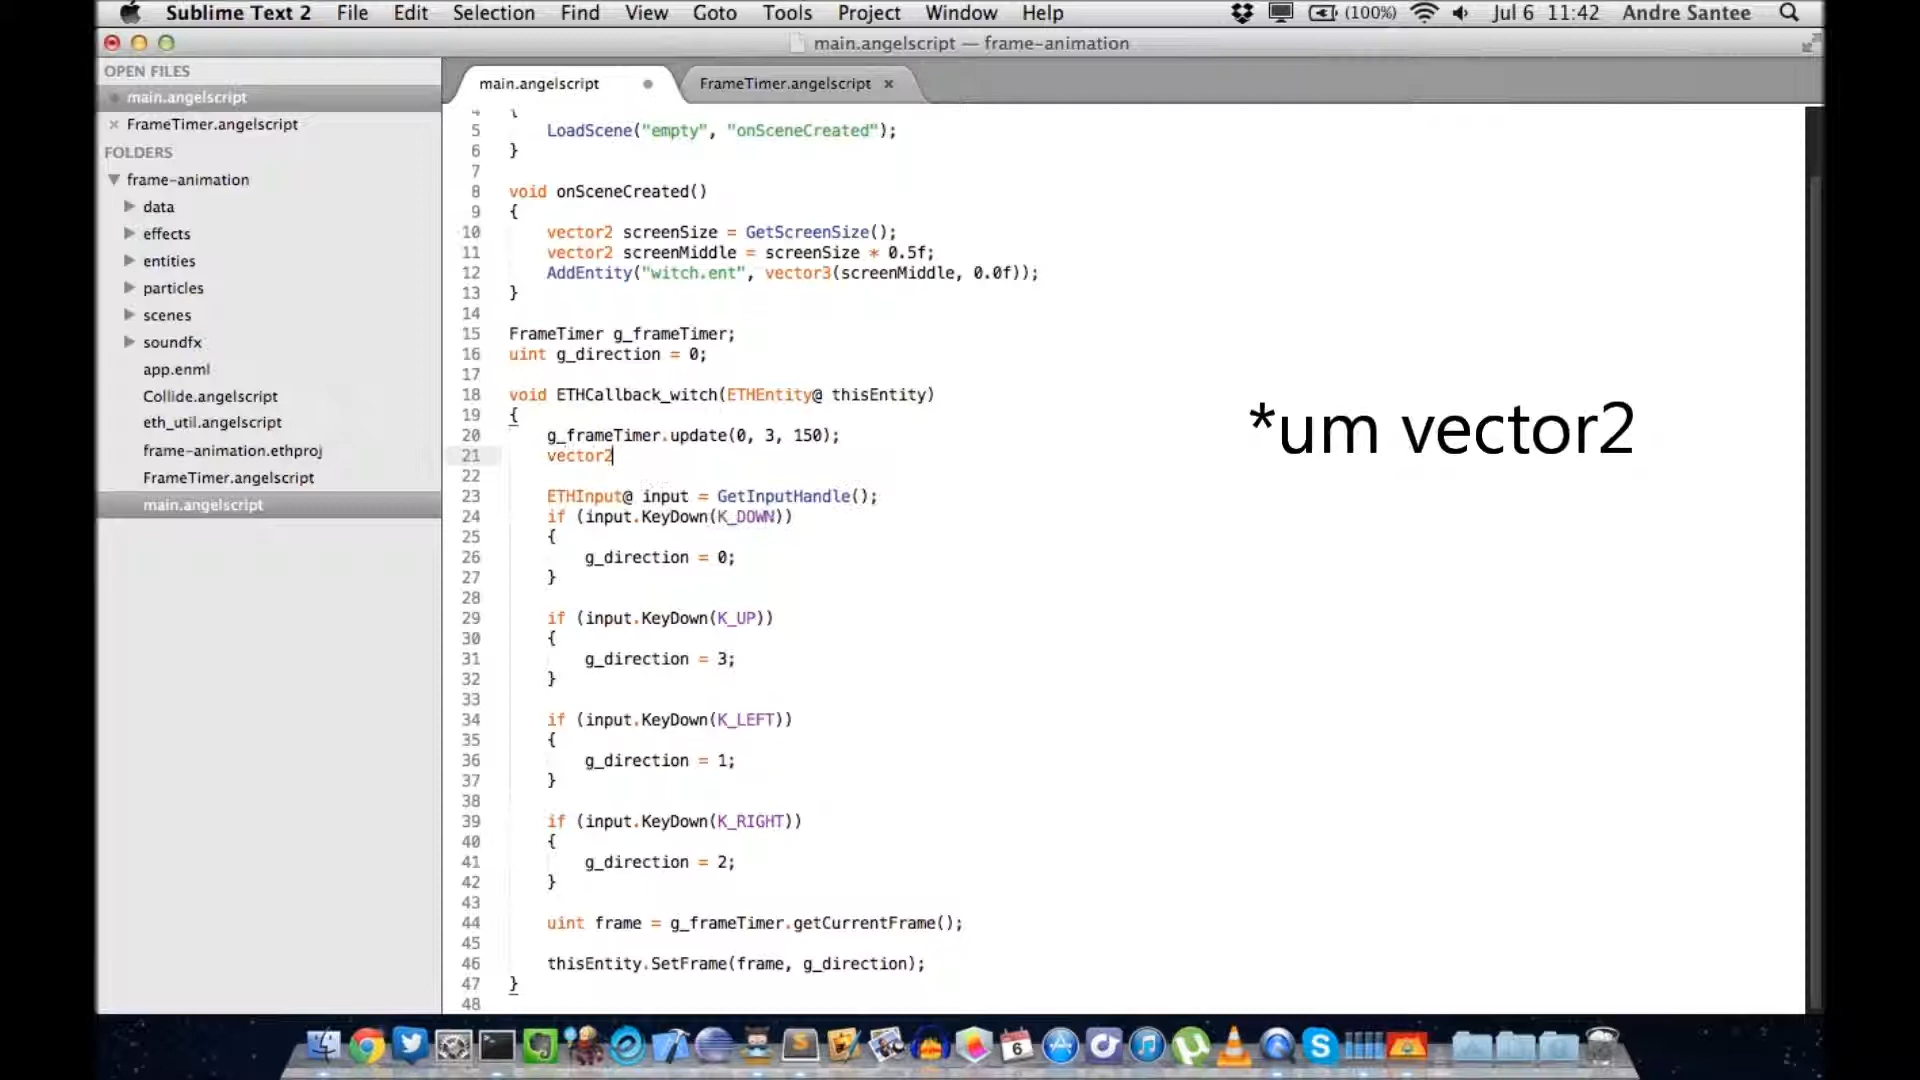 Sublime Text 2 File Edit Selection Find View Goto Tools Project Window Help (100%) Jul 6 11:42 Andre Santee
main.angelscript — frame-animation
OPEN FILES
main.angelscript
FrameTimer.angelscript
FOLDERS
frame-animation
data
effects
entities
particles
scenes
soundfx
app.enml
Collide.angelscript
eth_util.angelscript
frame-animation.ethproj
FrameTimer.angelscript
main.angelscript
main.angelscript FrameTimer.angelscript
4 {
5 LoadScene("empty", "onSceneCreated");
6 }
7
8 void onSceneCreated()
9 {
10 vector2 screenSize = GetScreenSize();
11 vector2 screenMiddle = screenSize * 0.5f;
12 AddEntity("witch.ent", vector3(screenMiddle, 0.0f));
13 }
14
15 FrameTimer g_frameTimer;
16 uint g_direction = 0;
17
18 void ETHCallback_witch(ETHEntity@ thisEntity)
19 {
20 g_frameTimer.update(0, 3, 150);
21 vector2
22
23 ETHInput@ input = GetInputHandle();
24 if (input.KeyDown(K_DOWN))
25 {
26 g_direction = 0;
27 }
28
29 if (input.KeyDown(K_UP))
30 {
31 g_direction = 3;
32 }
33
34 if (input.KeyDown(K_LEFT))
35 {
36 g_direction = 1;
37 }
38
39 if (input.KeyDown(K_RIGHT))
40 {
41 g_direction = 2;
42 }
43
44 uint frame = g_frameTimer.getCurrentFrame();
45
46 thisEntity.SetFrame(frame, g_direction);
47 }
48
*um vector2
6